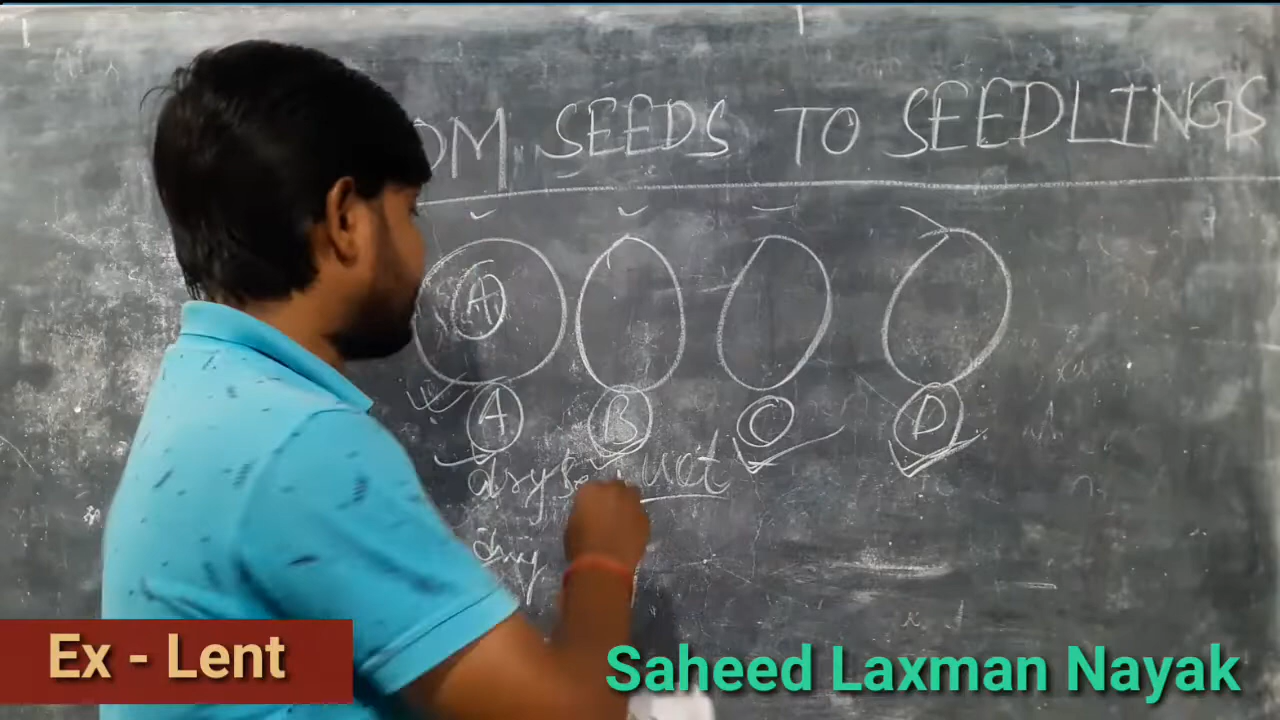 OM SEEDS TO SEEDLINGS
A
A B C D
dry wet
dry
Ex - Lent
Saheed Laxman Nayak